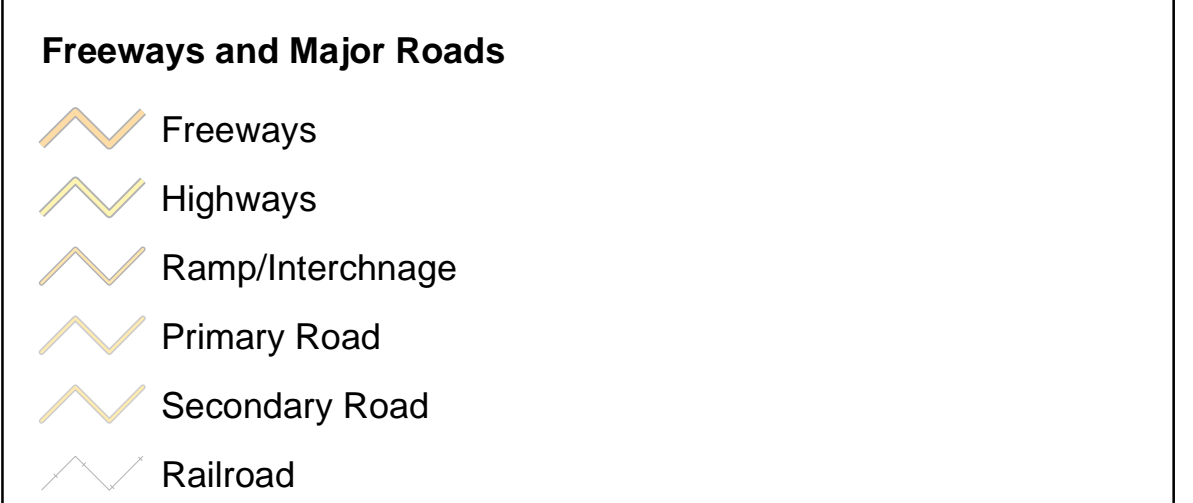 Freeways and Major Roads
Freeways
Highways
Ramp/Interchnage
Primary Road
Secondary Road
Railroad